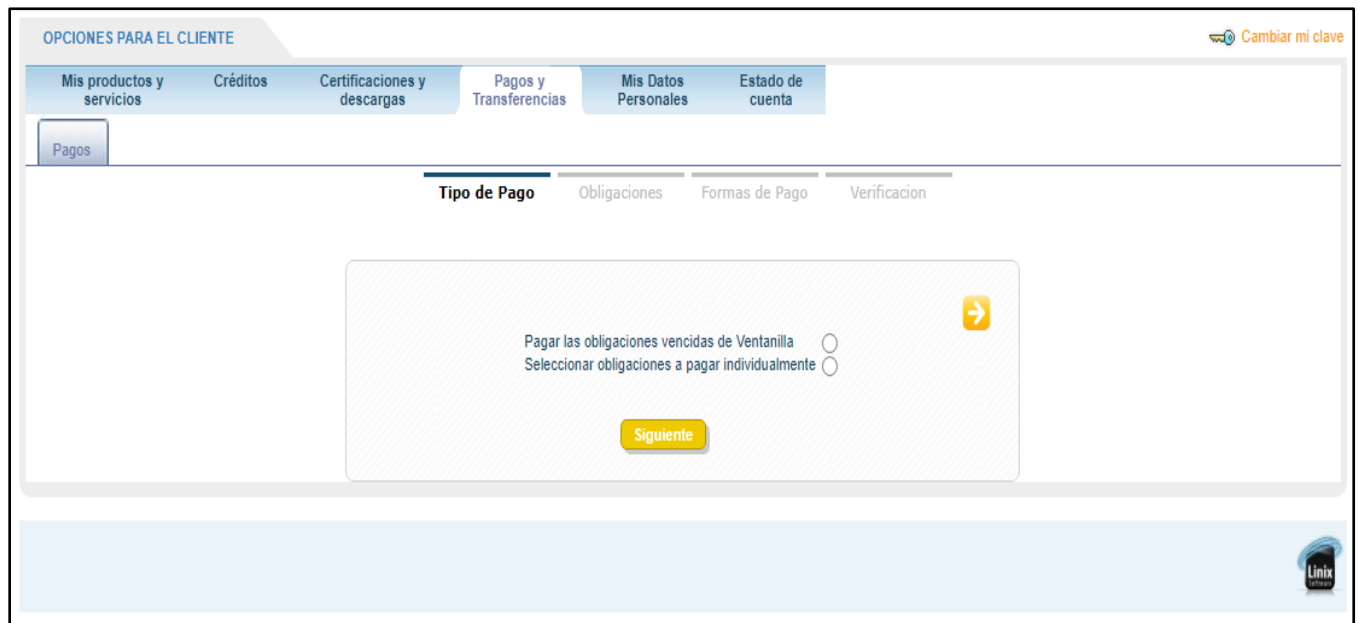 OPCIONES PARA EL CLIENTE
Cambiar mi clave
Mis productos y servicios
Créditos
Certificaciones y descargas
Pagos y Transferencias
Mis Datos Personales
Estado de cuenta
Pagos
Tipo de Pago
Obligaciones
Formas de Pago
Verificacion
Pagar las obligaciones vencidas de Ventanilla
Seleccionar obligaciones a pagar individualmente
Siguiente
Linix
Software